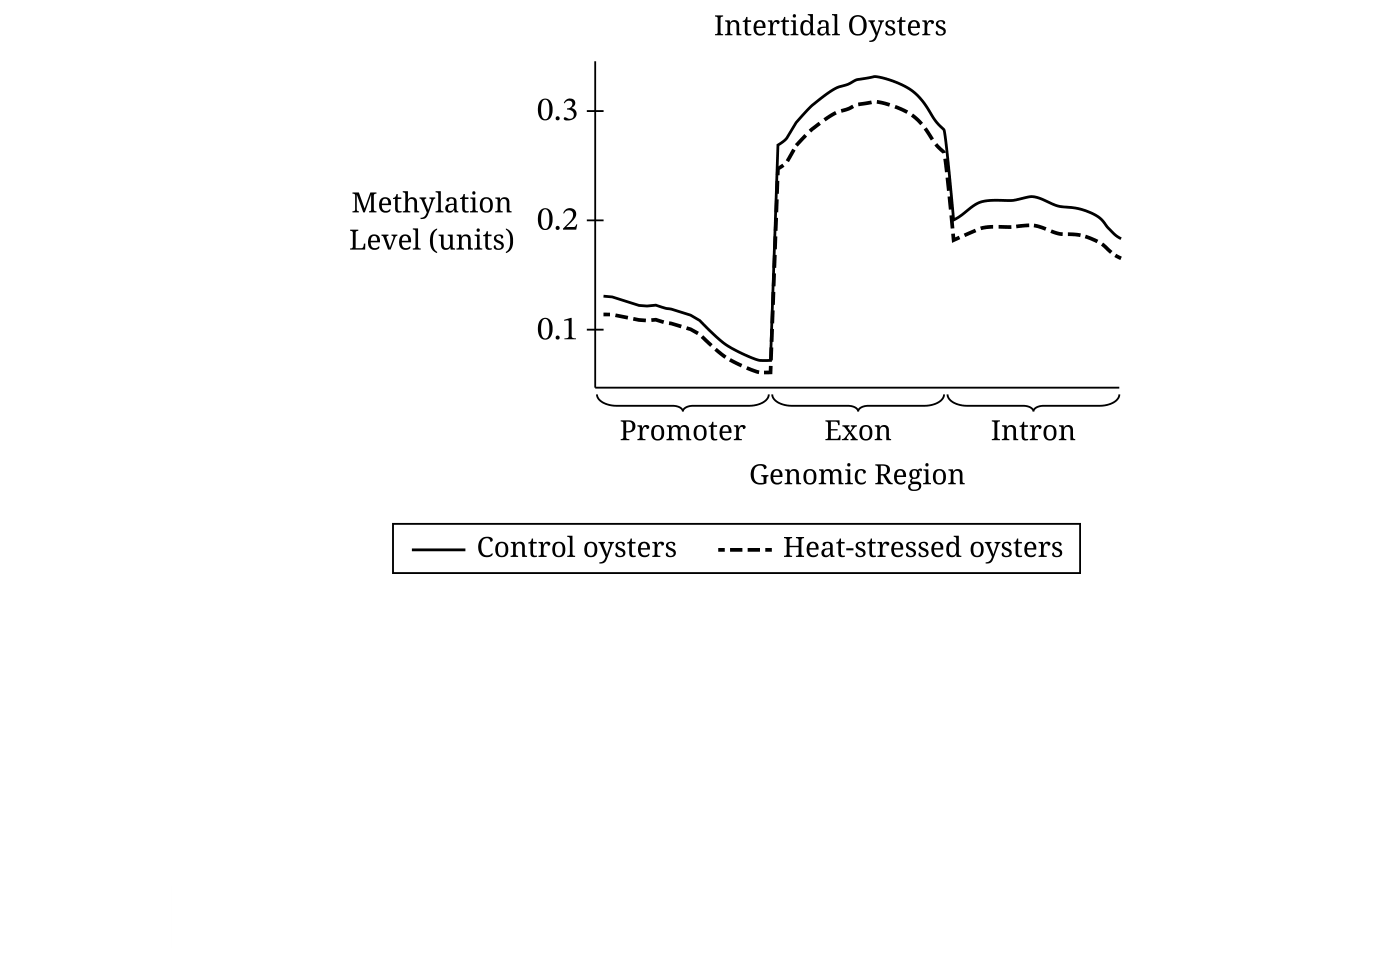 Intertidal Oysters
0.3
Methylation
Level (units)
0.2
0.1
Promoter
Exon
Intron
Genomic Region
Control oysters
Heat-stressed oysters